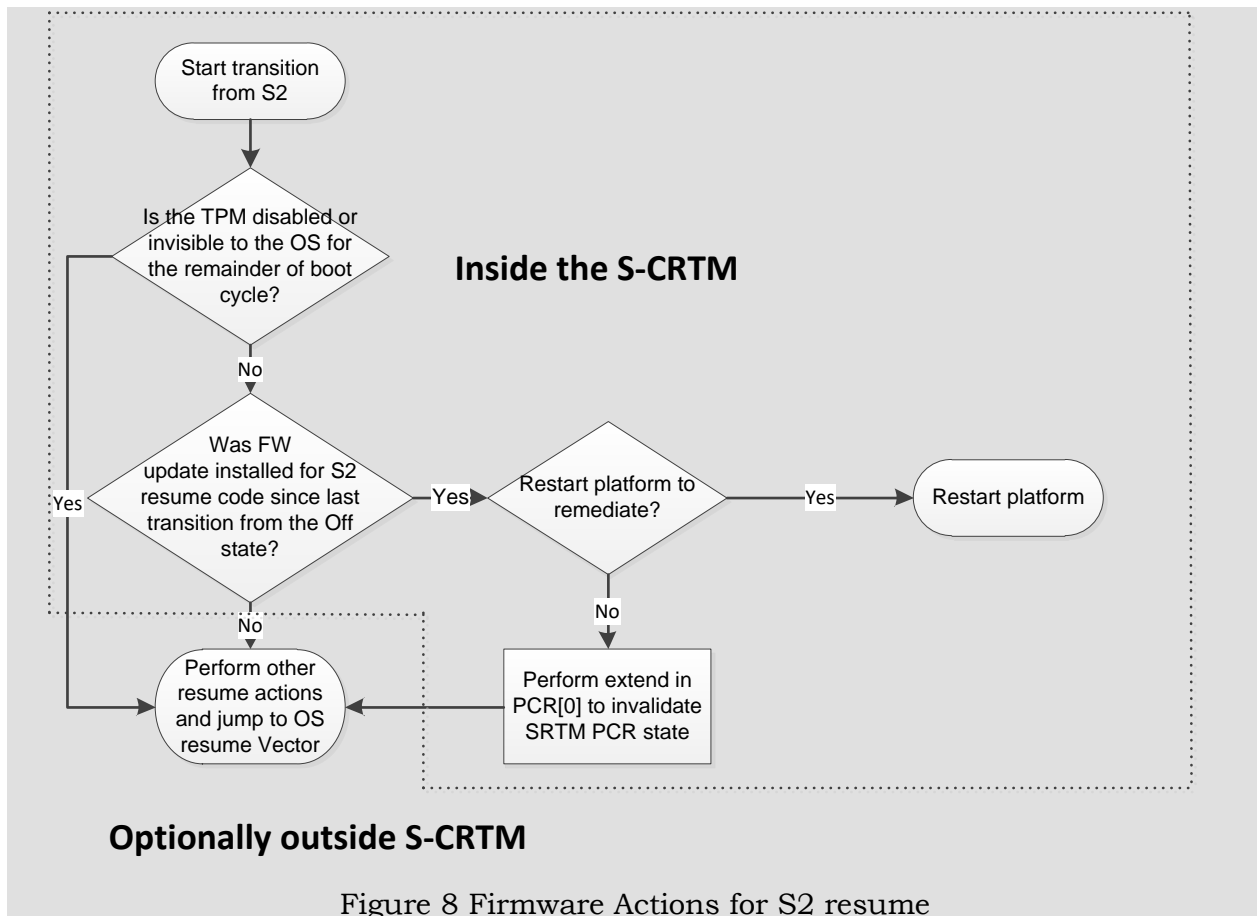 Start transition
from S2
Is the TPM disabled or
invisible to the OS for
the remainder of boot
cycle?
Inside the S-CRTM
No
Was FW
update installed for S2
resume code since last
transition from the Off
state?
Yes
Yes
Restart platform to
remediate?
Yes
Restart platform
No
No
Perform other
resume actions
and jump to OS
resume Vector
Perform extend in
PCR[0] to invalidate
SRTM PCR state
Optionally outside S-CRTM
Figure 8 Firmware Actions for S2 resume